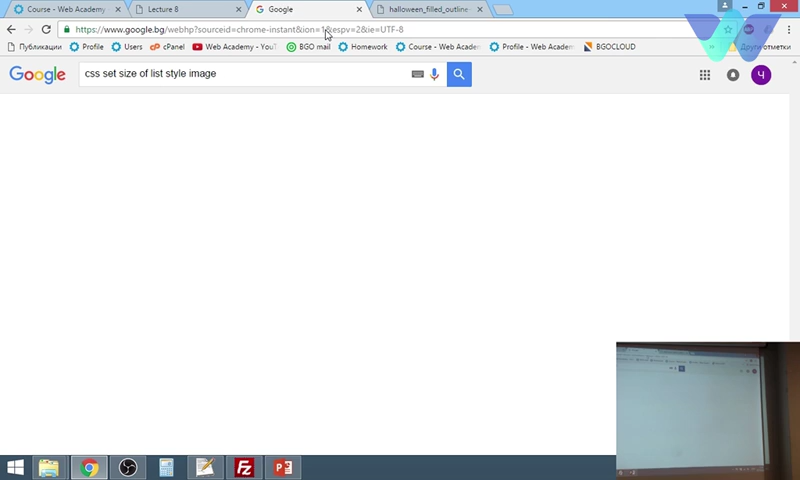 Course - Web Academy
Lecture 8
Google
halloween_filled_outline
https://www.google.bg/webhp?sourceid=chrome-instant&ion=1&espv=2&ie=UTF-8
Публикации
Profile
Users
cPanel
Web Academy - YouT
BGO mail
Homework
Course - Web Academy
Profile - Web Academy
BGOCLOUD
»
Други отметки
Google
css set size of list style image
Ч